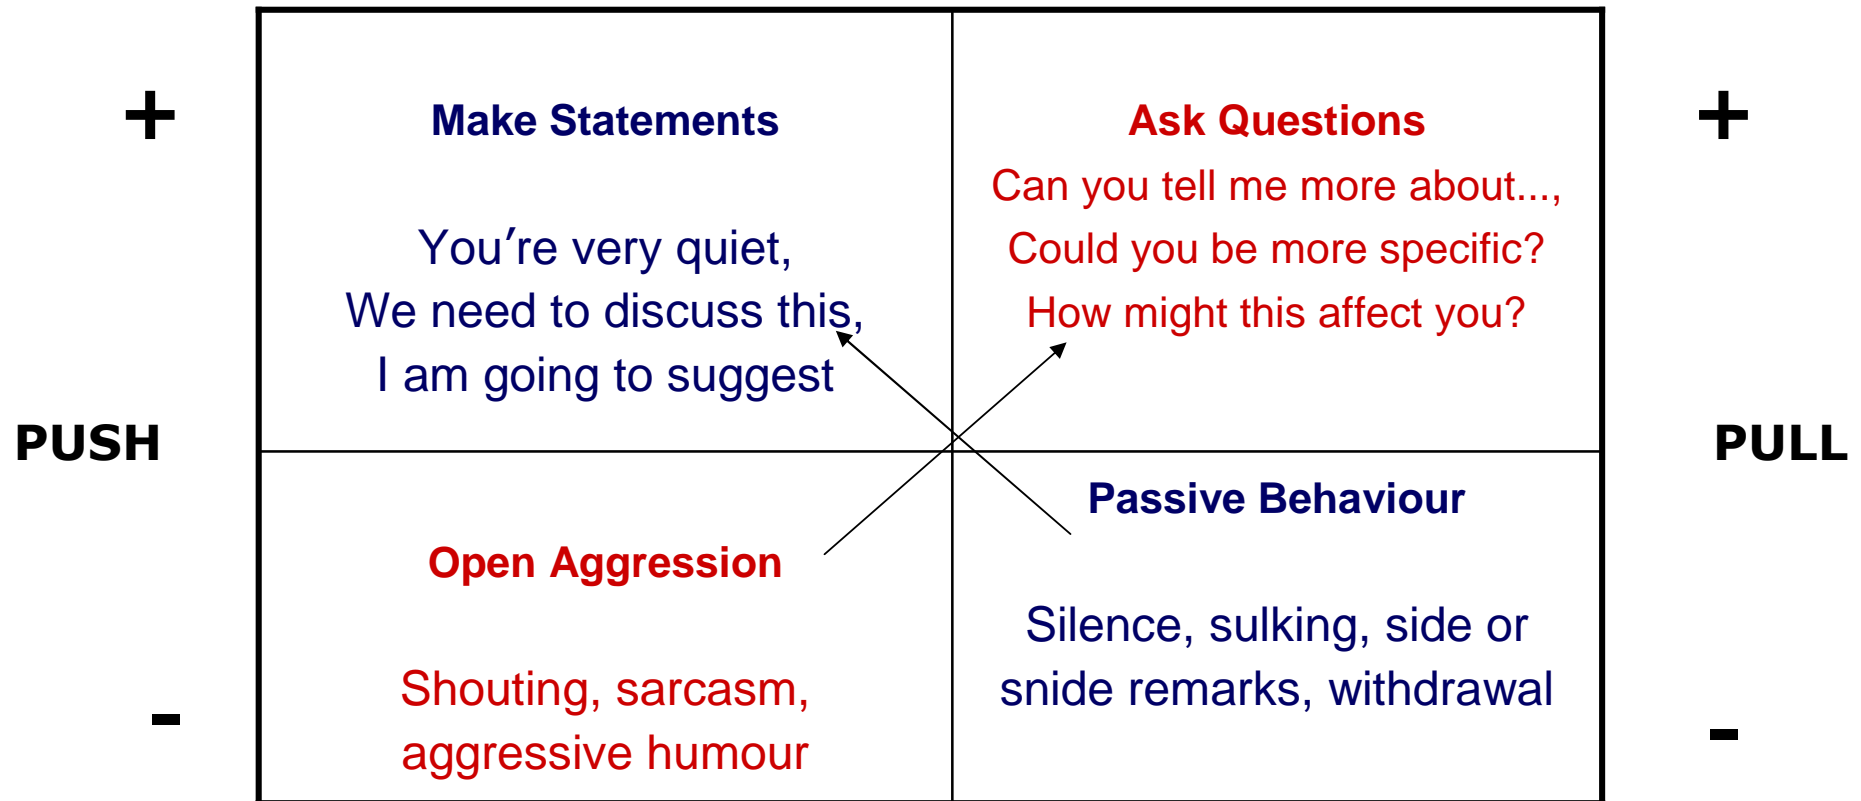 +
+
Make Statements
You’re very quiet,
We need to discuss this,
I am going to suggest
Ask Questions
Can you tell me more about...,
Could you be more specific?
How might this affect you?
PUSH
PULL
Open Aggression
Shouting, sarcasm,
aggressive humour
Passive Behaviour
Silence, sulking, side or
snide remarks, withdrawal
-
-